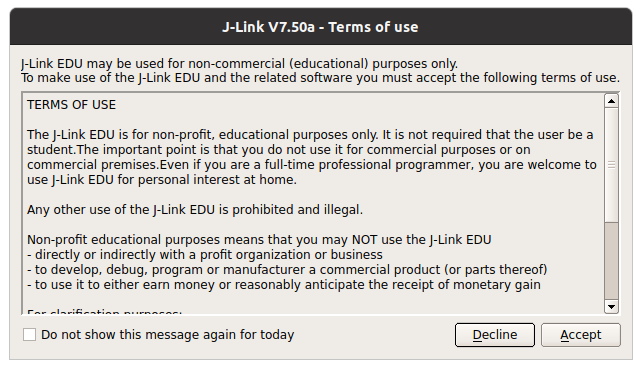 J-Link V7.50a - Terms of use
J-Link EDU may be used for non-commercial (educational) purposes only.
To make use of the J-Link EDU and the related software you must accept the following terms of use.
TERMS OF USE
The J-Link EDU is for non-profit, educational purposes only. It is not required that the user be a
student.The important point is that you do not use it for commercial purposes or on
commercial premises.Even if you are a full-time professional programmer, you are welcome to
use J-Link EDU for personal interest at home.
Any other use of the J-Link EDU is prohibited and illegal.
Non-profit educational purposes means that you may NOT use the J-Link EDU
- directly or indirectly with a profit organization or business
- to develop, debug, program or manufacturer a commercial product (or parts thereof)
- to use it to either earn money or reasonably anticipate the receipt of monetary gain
For clarification purposes:
Do not show this message again for today
Decline
Accept